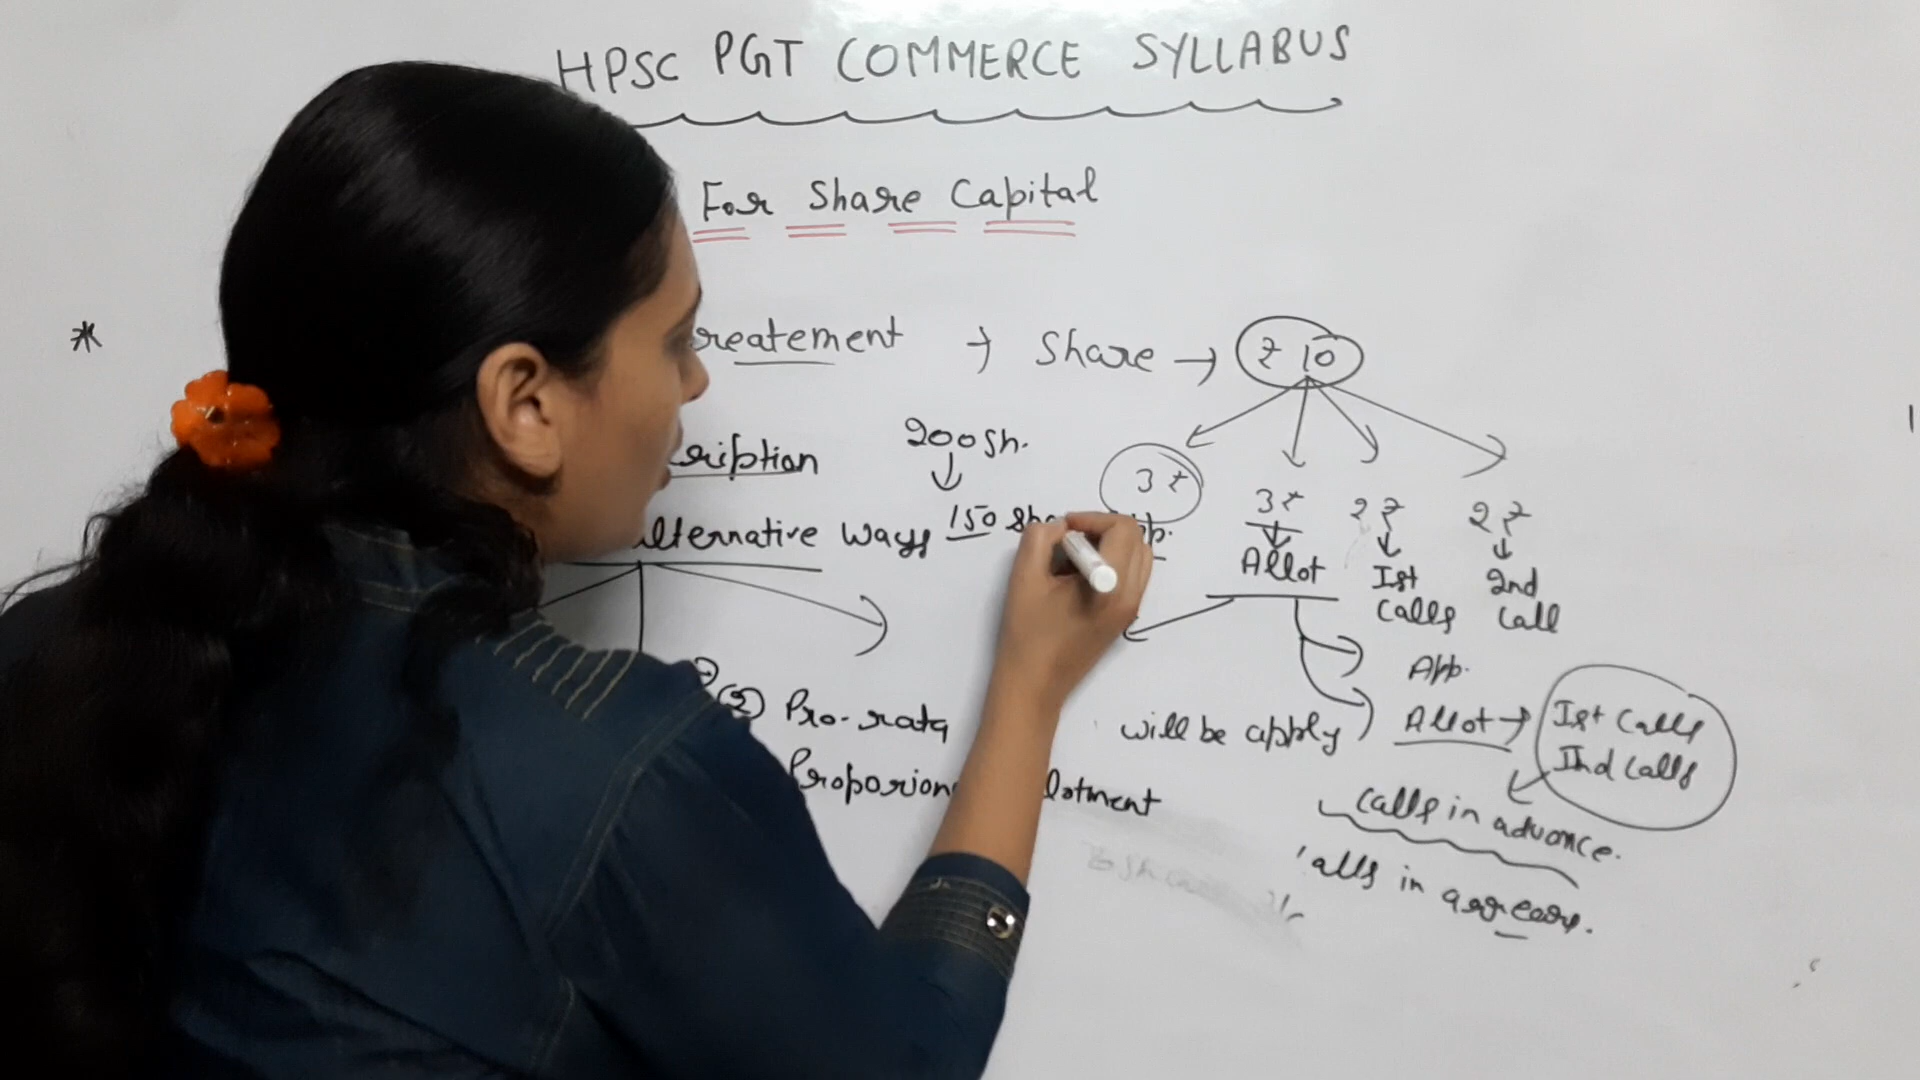 HPSC PGT COMMERCE SYLLABUS
For Share Capital
reatement → Share → ₹ 10
ription
200 Sh.
3 ₹
3 ₹
2 ₹
2 ₹
lternative Ways
150 Sha
pp.
Allot
Ist Calls
2nd Call
(2) Pro-rata
Proporion
lotment
will be apply
App.
Allot →
Ist Calls
IInd Calls
Calls in advance.
alls in arrears.